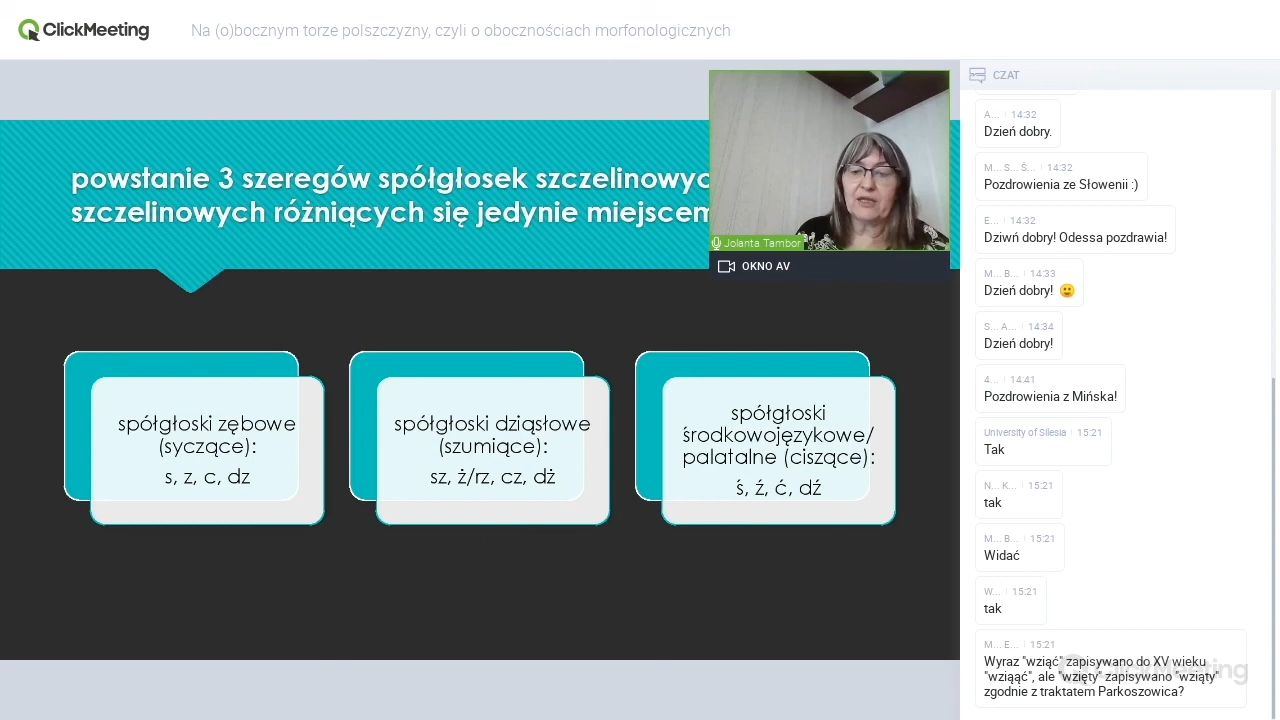 ClickMeeting
Na (o)bocznym torze polszczyzny, czyli o obocznościach morfonologicznych
powstanie 3 szeregów spółgłosek szczelinowyc
szczelinowych różniących się jedynie miejscem
Jolanta Tambor
OKNO AV
spółgłoski zębowe
(syczące):
s, z, c, dz
spółgłoski dziąsłowe
(szumiące):
sz, ż/rz, cz, dż
spółgłoski
środkowojęzykowe/
palatalne (ciszące):
ś, ź, ć, dź
CZAT
A... 14:32
Dzień dobry.
M... S... Ś... 14:32
Pozdrowienia ze Słowenii :)
E... 14:32
Dziwń dobry! Odessa pozdrawia!
M... B... 14:33
Dzień dobry!
S... A... 14:34
Dzień dobry!
4... 14:41
Pozdrowienia z Mińska!
University of Silesia 15:21
Tak
N... K... 15:21
tak
M... B... 15:21
Widać
W... 15:21
tak
M... E... 15:21
Wyraz "wziąć" zapisywano do XV wieku
"wziąąć", ale "wzięty" zapisywano "wziąty"
zgodnie z traktatem Parkoszowica?
ClickMeeting